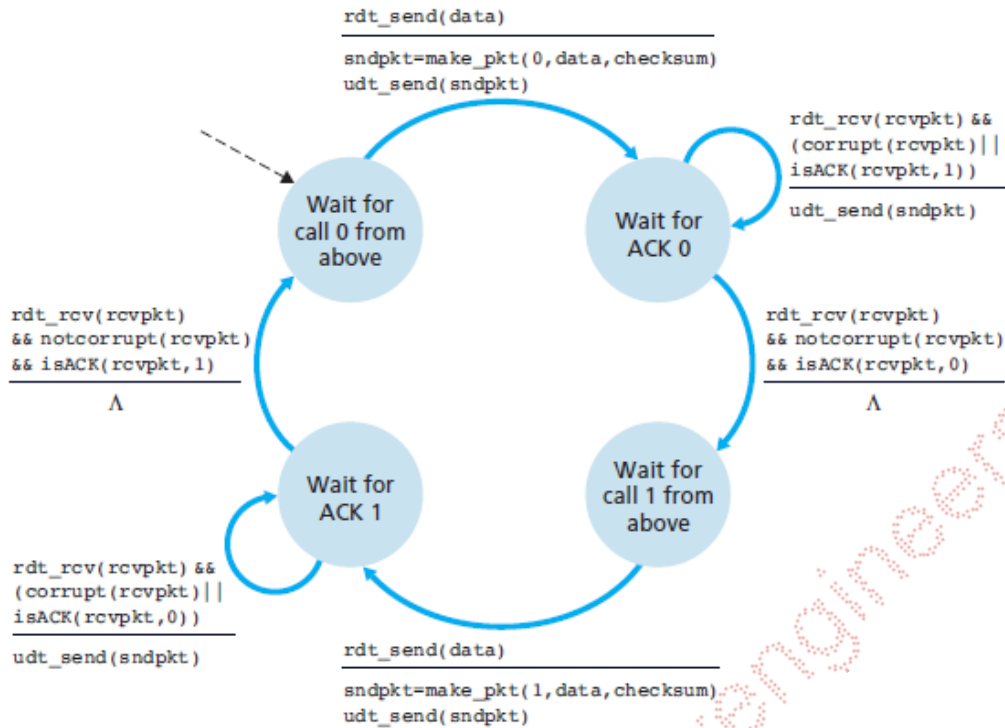 rdt_send(data)
sndpkt=make_pkt(0,data,checksum)
udt_send(sndpkt)
rdt_rcv(rcvpkt) &&
(corrupt(rcvpkt)||
isACK(rcvpkt,1))
udt_send(sndpkt)
Wait for
call 0 from
above
Wait for
ACK 0
rdt_rcv(rcvpkt)
&& notcorrupt(rcvpkt)
&& isACK(rcvpkt,1)
Λ
rdt_rcv(rcvpkt)
&& notcorrupt(rcvpkt)
&& isACK(rcvpkt,0)
Λ
Wait for
ACK 1
Wait for
call 1 from
above
rdt_rcv(rcvpkt) &&
(corrupt(rcvpkt)||
isACK(rcvpkt,0))
udt_send(sndpkt)
rdt_send(data)
sndpkt=make_pkt(1,data,checksum)
udt_send(sndpkt)